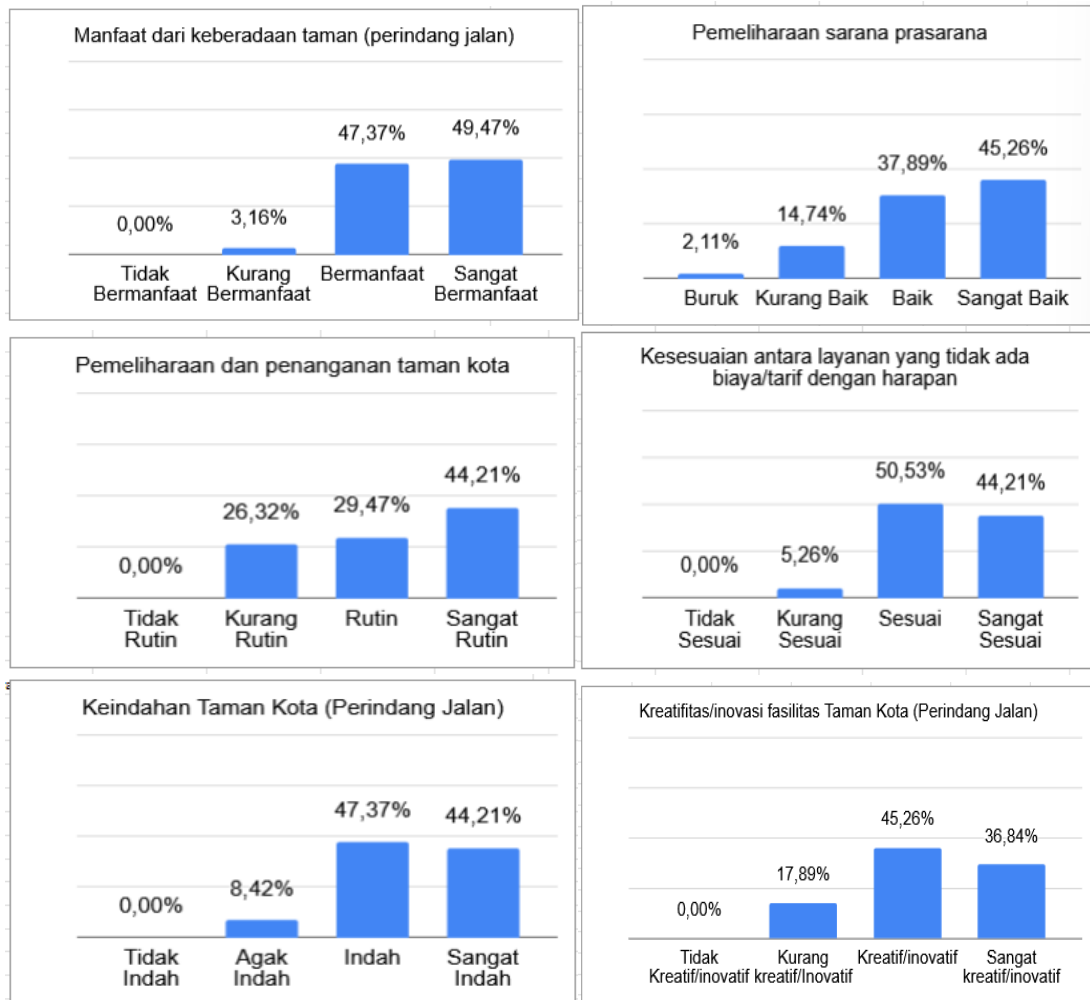 Manfaat dari keberadaan taman (perindang jalan)
0,00%
3,16%
47,37%
49,47%
Tidak
Bermanfaat
Kurang
Bermanfaat
Bermanfaat
Sangat
Bermanfaat
Pemeliharaan sarana prasarana
2,11%
14,74%
37,89%
45,26%
Buruk
Kurang Baik
Baik
Sangat Baik
Pemeliharaan dan penanganan taman kota
0,00%
26,32%
29,47%
44,21%
Tidak
Rutin
Kurang
Rutin
Rutin
Sangat
Rutin
Kesesuaian antara layanan yang tidak ada
biaya/tarif dengan harapan
0,00%
5,26%
50,53%
44,21%
Tidak
Sesuai
Kurang
Sesuai
Sesuai
Sangat
Sesuai
Keindahan Taman Kota (Perindang Jalan)
0,00%
8,42%
47,37%
44,21%
Tidak
Indah
Agak
Indah
Indah
Sangat
Indah
Kreatifitas/inovasi fasilitas Taman Kota (Perindang Jalan)
0,00%
17,89%
45,26%
36,84%
Tidak
Kreatif/inovatif
Kurang
kreatif/Inovatif
Kreatif/inovatif
Sangat
kreatif/inovatif